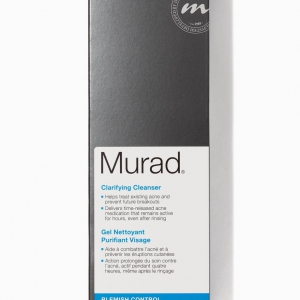 m
Murad®
Clarifying Cleanser
• Helps treat existing acne and
prevent future breakouts
• Delivers time-released acne
medication that remains active
for hours, even after rinsing
Gel Nettoyant
Purifiant Visage
• Aide à combattre l'acné et à
prévenir les éruptions cutanées
• Action prolongée du soin contre
l'acné, actif pendant quatre
heures, même après le rinçage
BLEMISH CONTROL